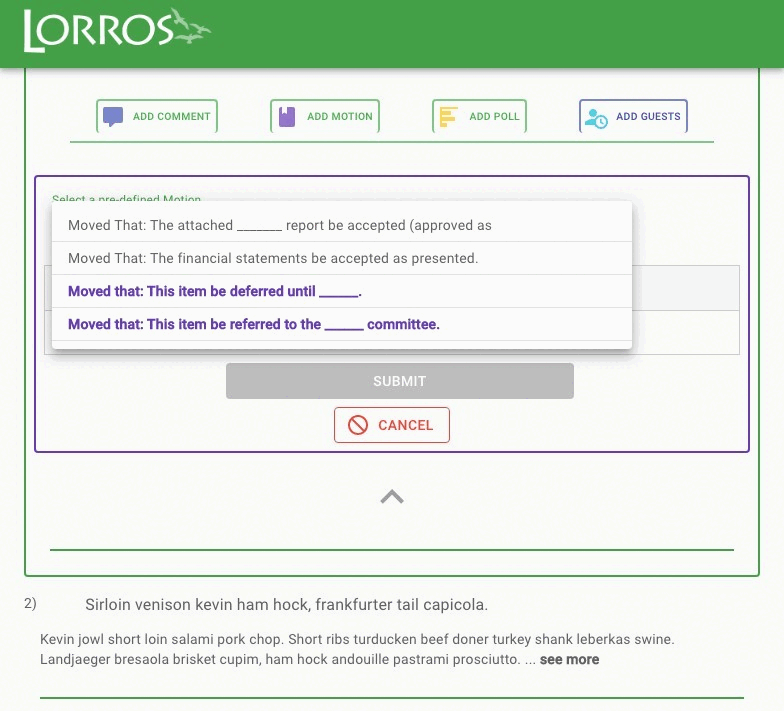 LORROS
ADD COMMENT
ADD MOTION
ADD POLL
ADD GUESTS
Select a pre-defined Motion
Moved That: The attached _______ report be accepted (approved as
Moved That: The financial statements be accepted as presented.
Moved that: This item be deferred until ______.
Moved that: This item be referred to the ______ committee.
SUBMIT
CANCEL
2) Sirloin venison kevin ham hock, frankfurter tail capicola.
Kevin jowl short loin salami pork chop. Short ribs turducken beef doner turkey shank leberkas swine.
Landjaeger bresaola brisket cupim, ham hock andouille pastrami prosciutto. ... see more